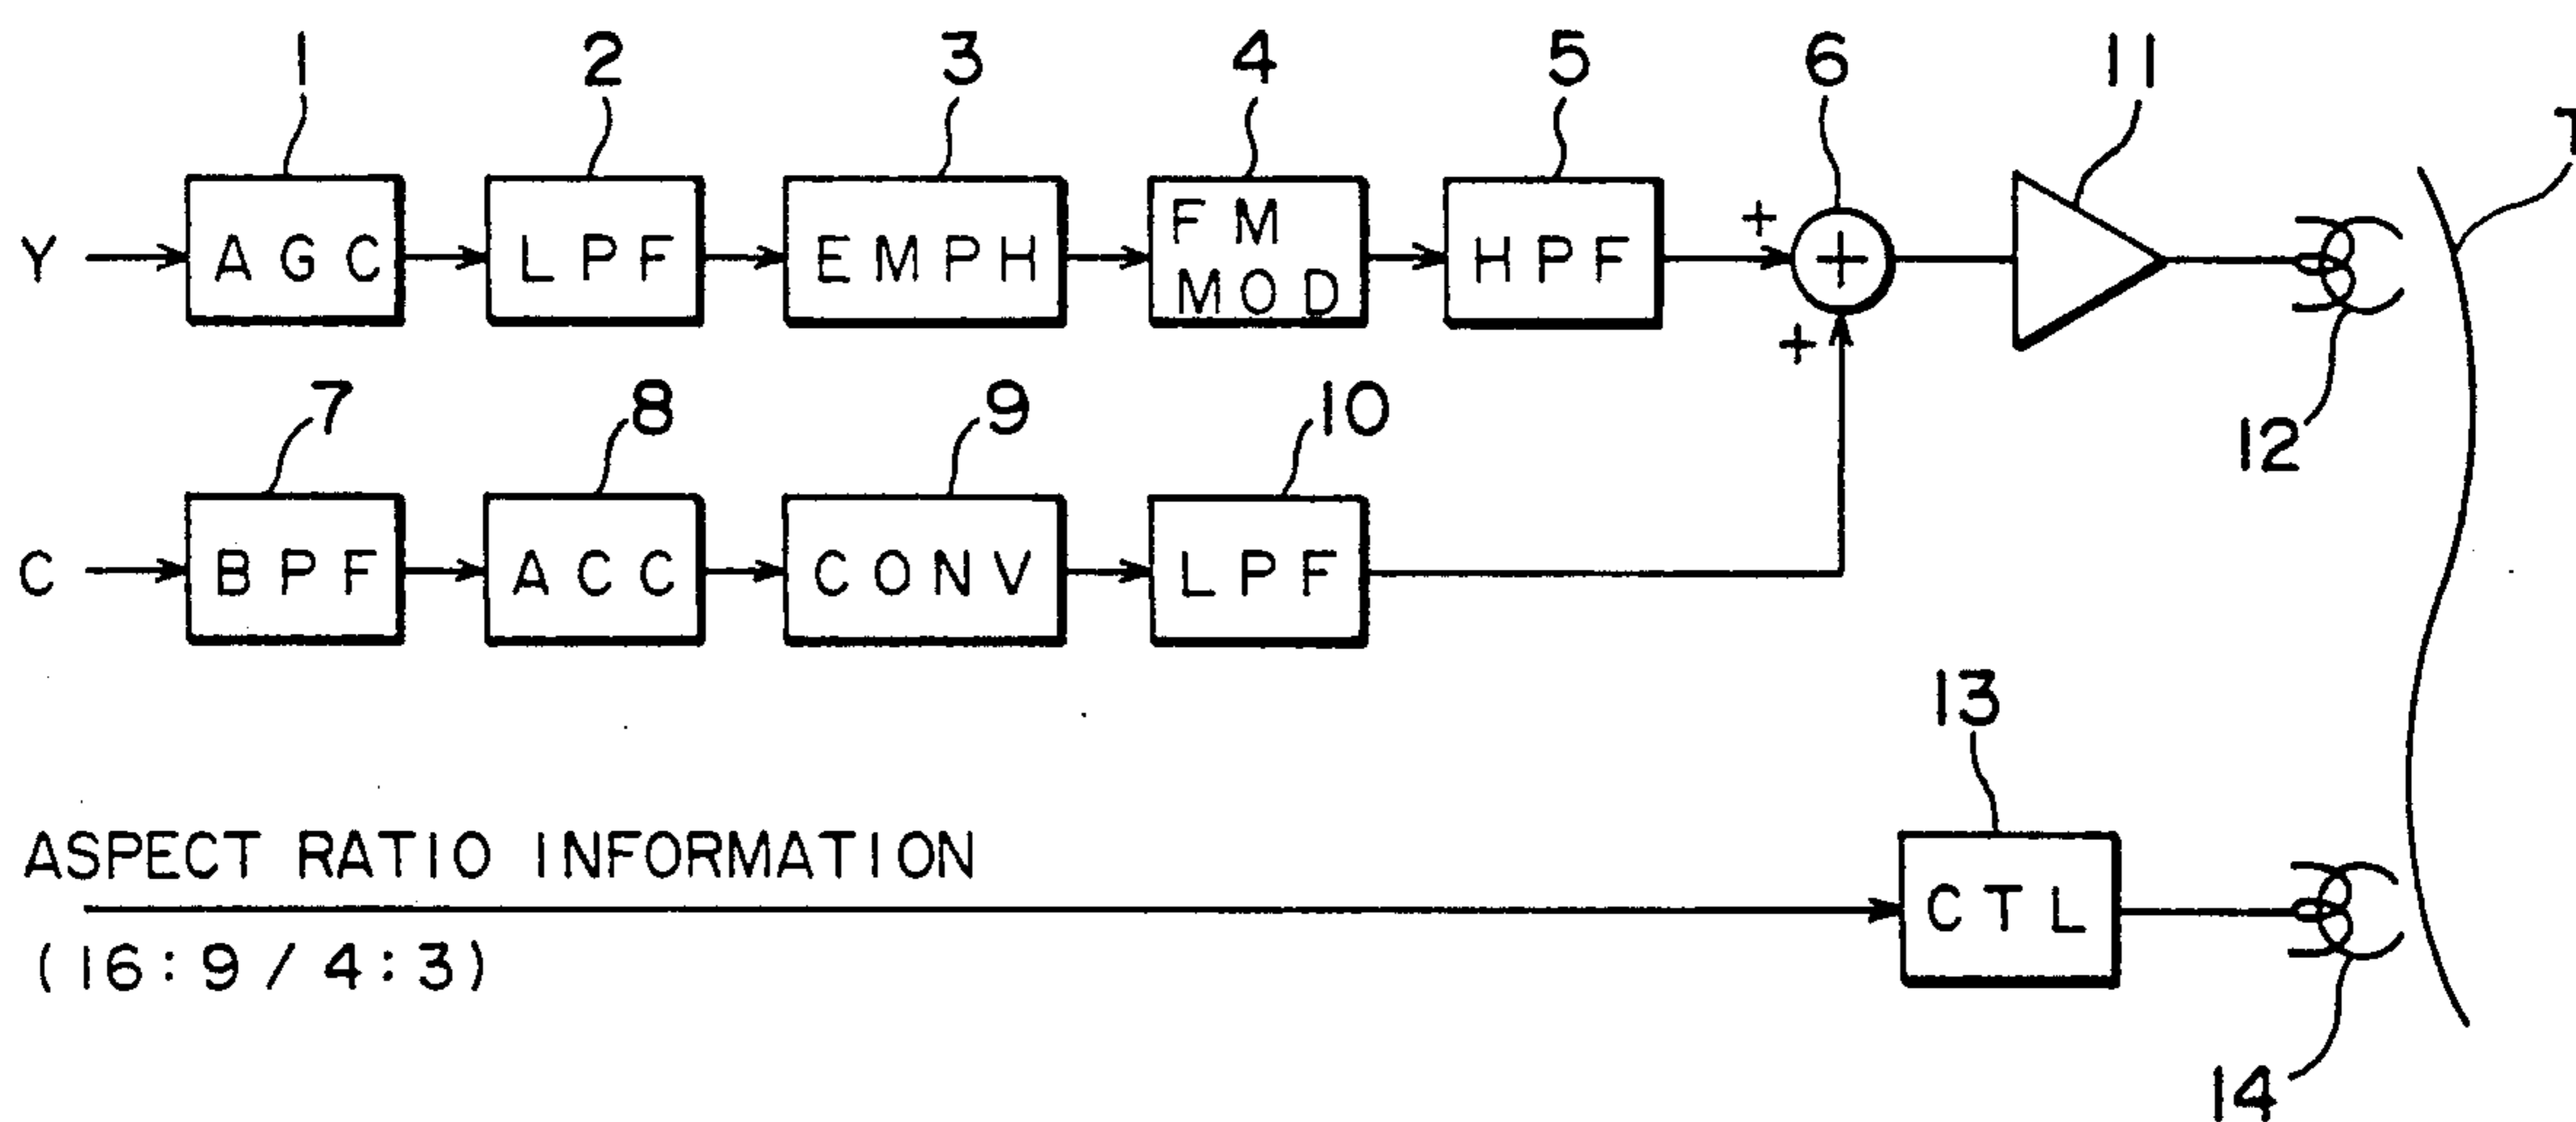 1 2 3 4 5 6 11 T
Y AGC LPF EMPH FM MOD HPF + + 12
+
7 8 9 10
C BPF ACC CONV LPF
13
ASPECT RATIO INFORMATION
CTL
(16:9/4:3)
14